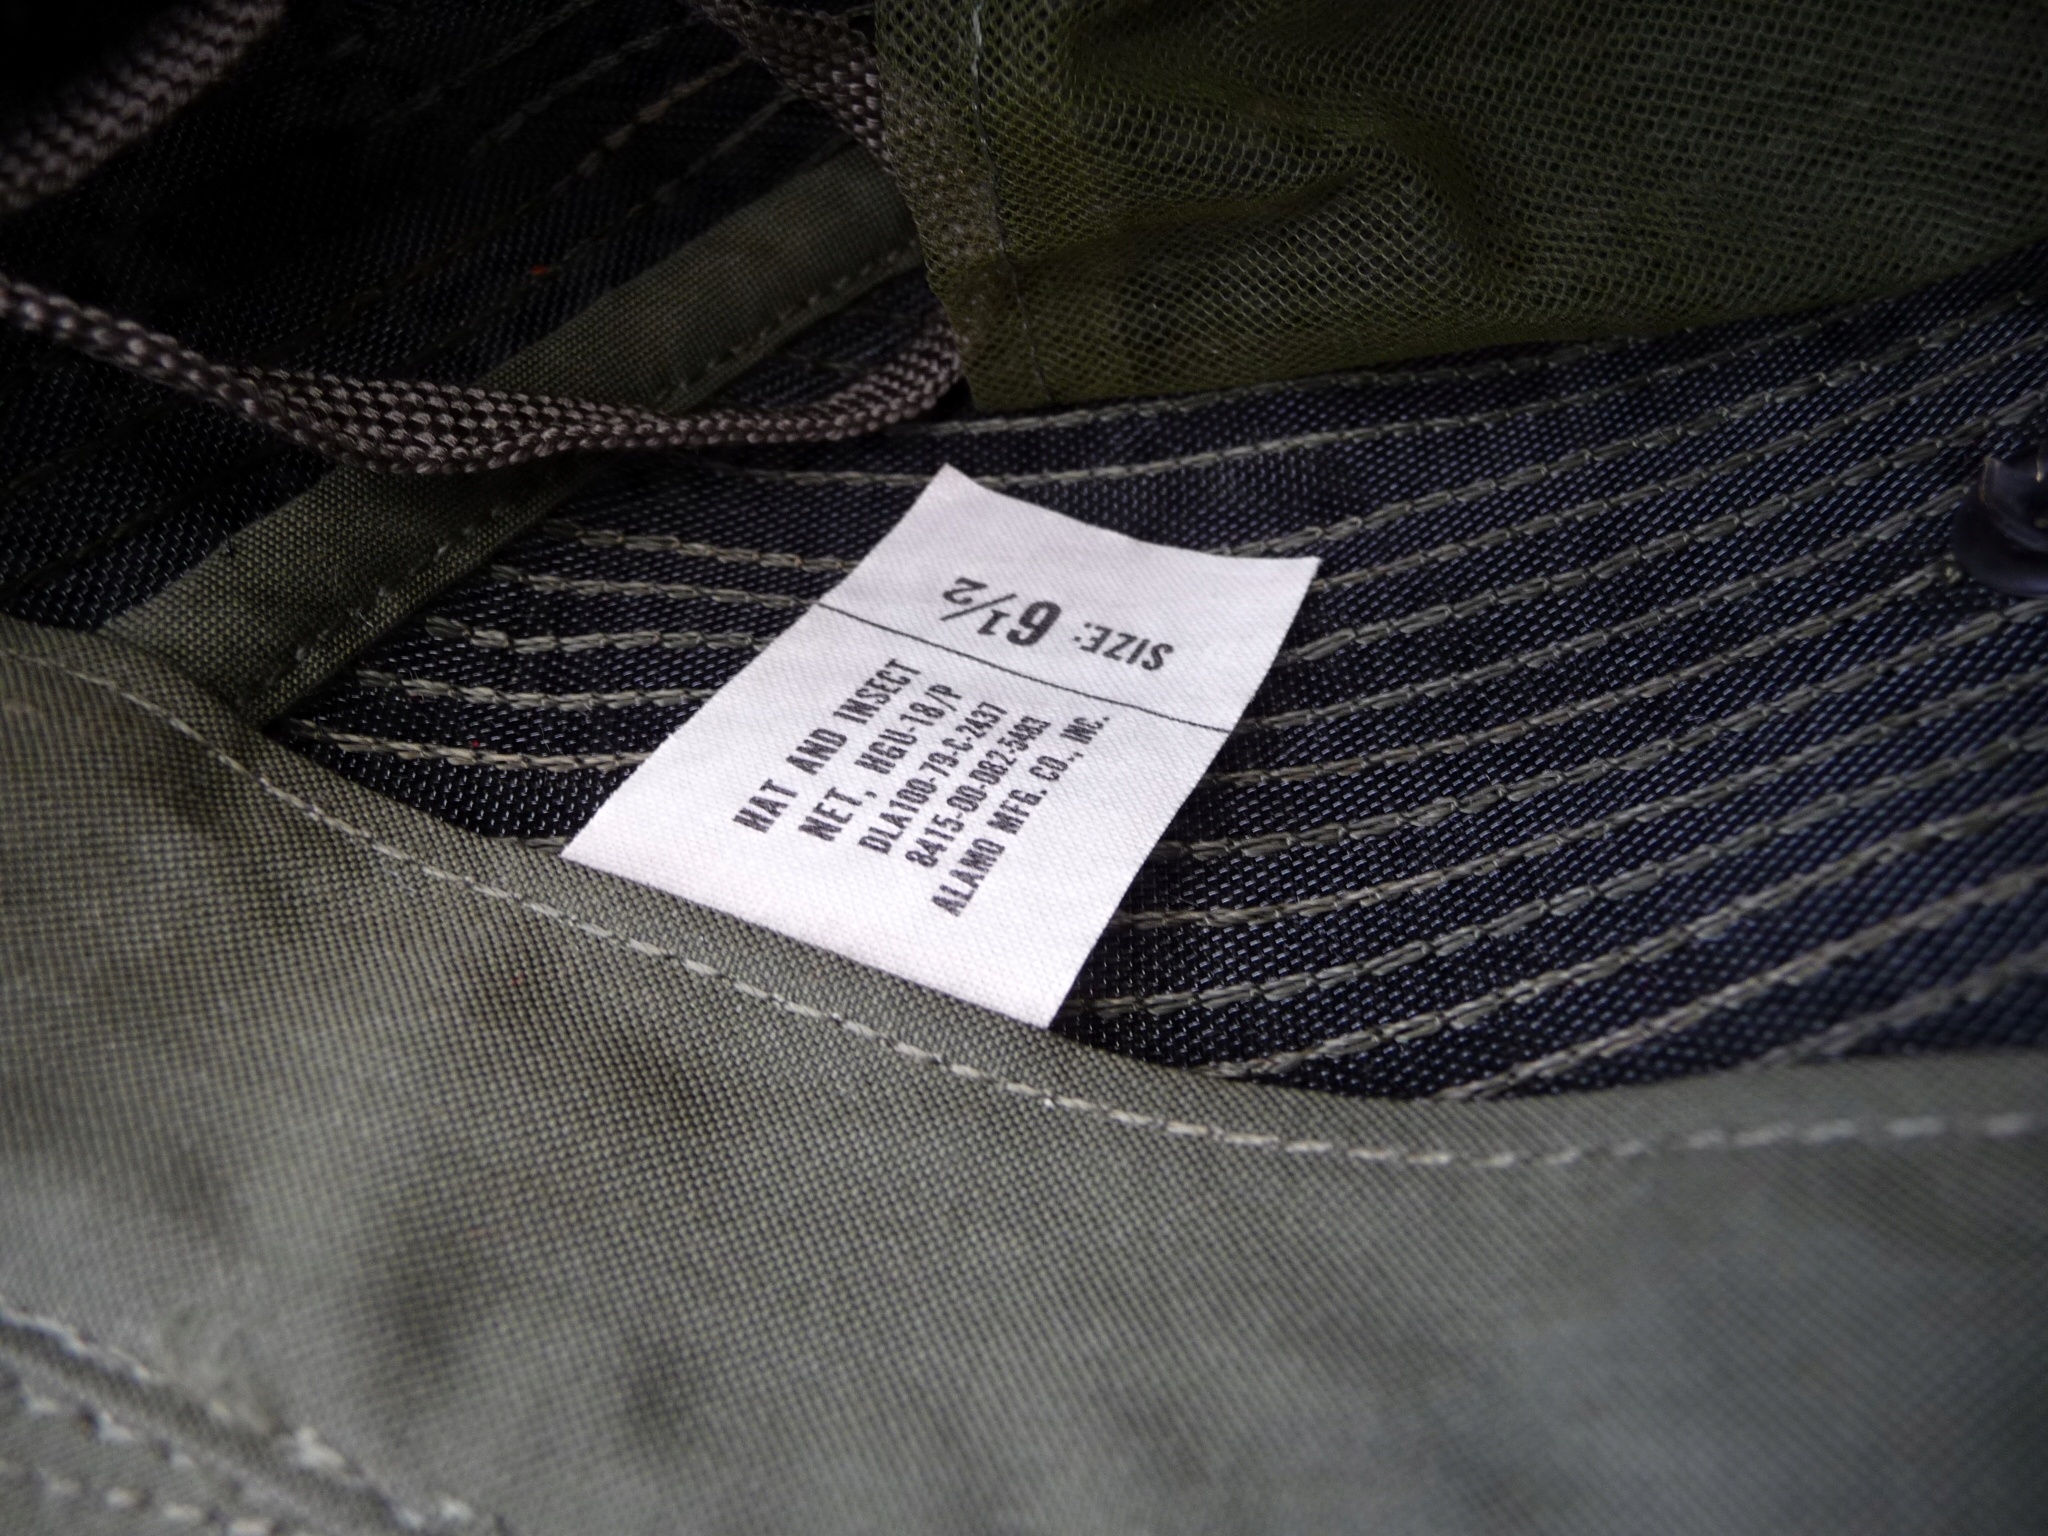 SIZE: 6 1/2
HAT AND INSECT
NET, HGU-18/P
DLA100-79-C-2437
8415-00-082-5483
ALAMO MFG. CO., INC.